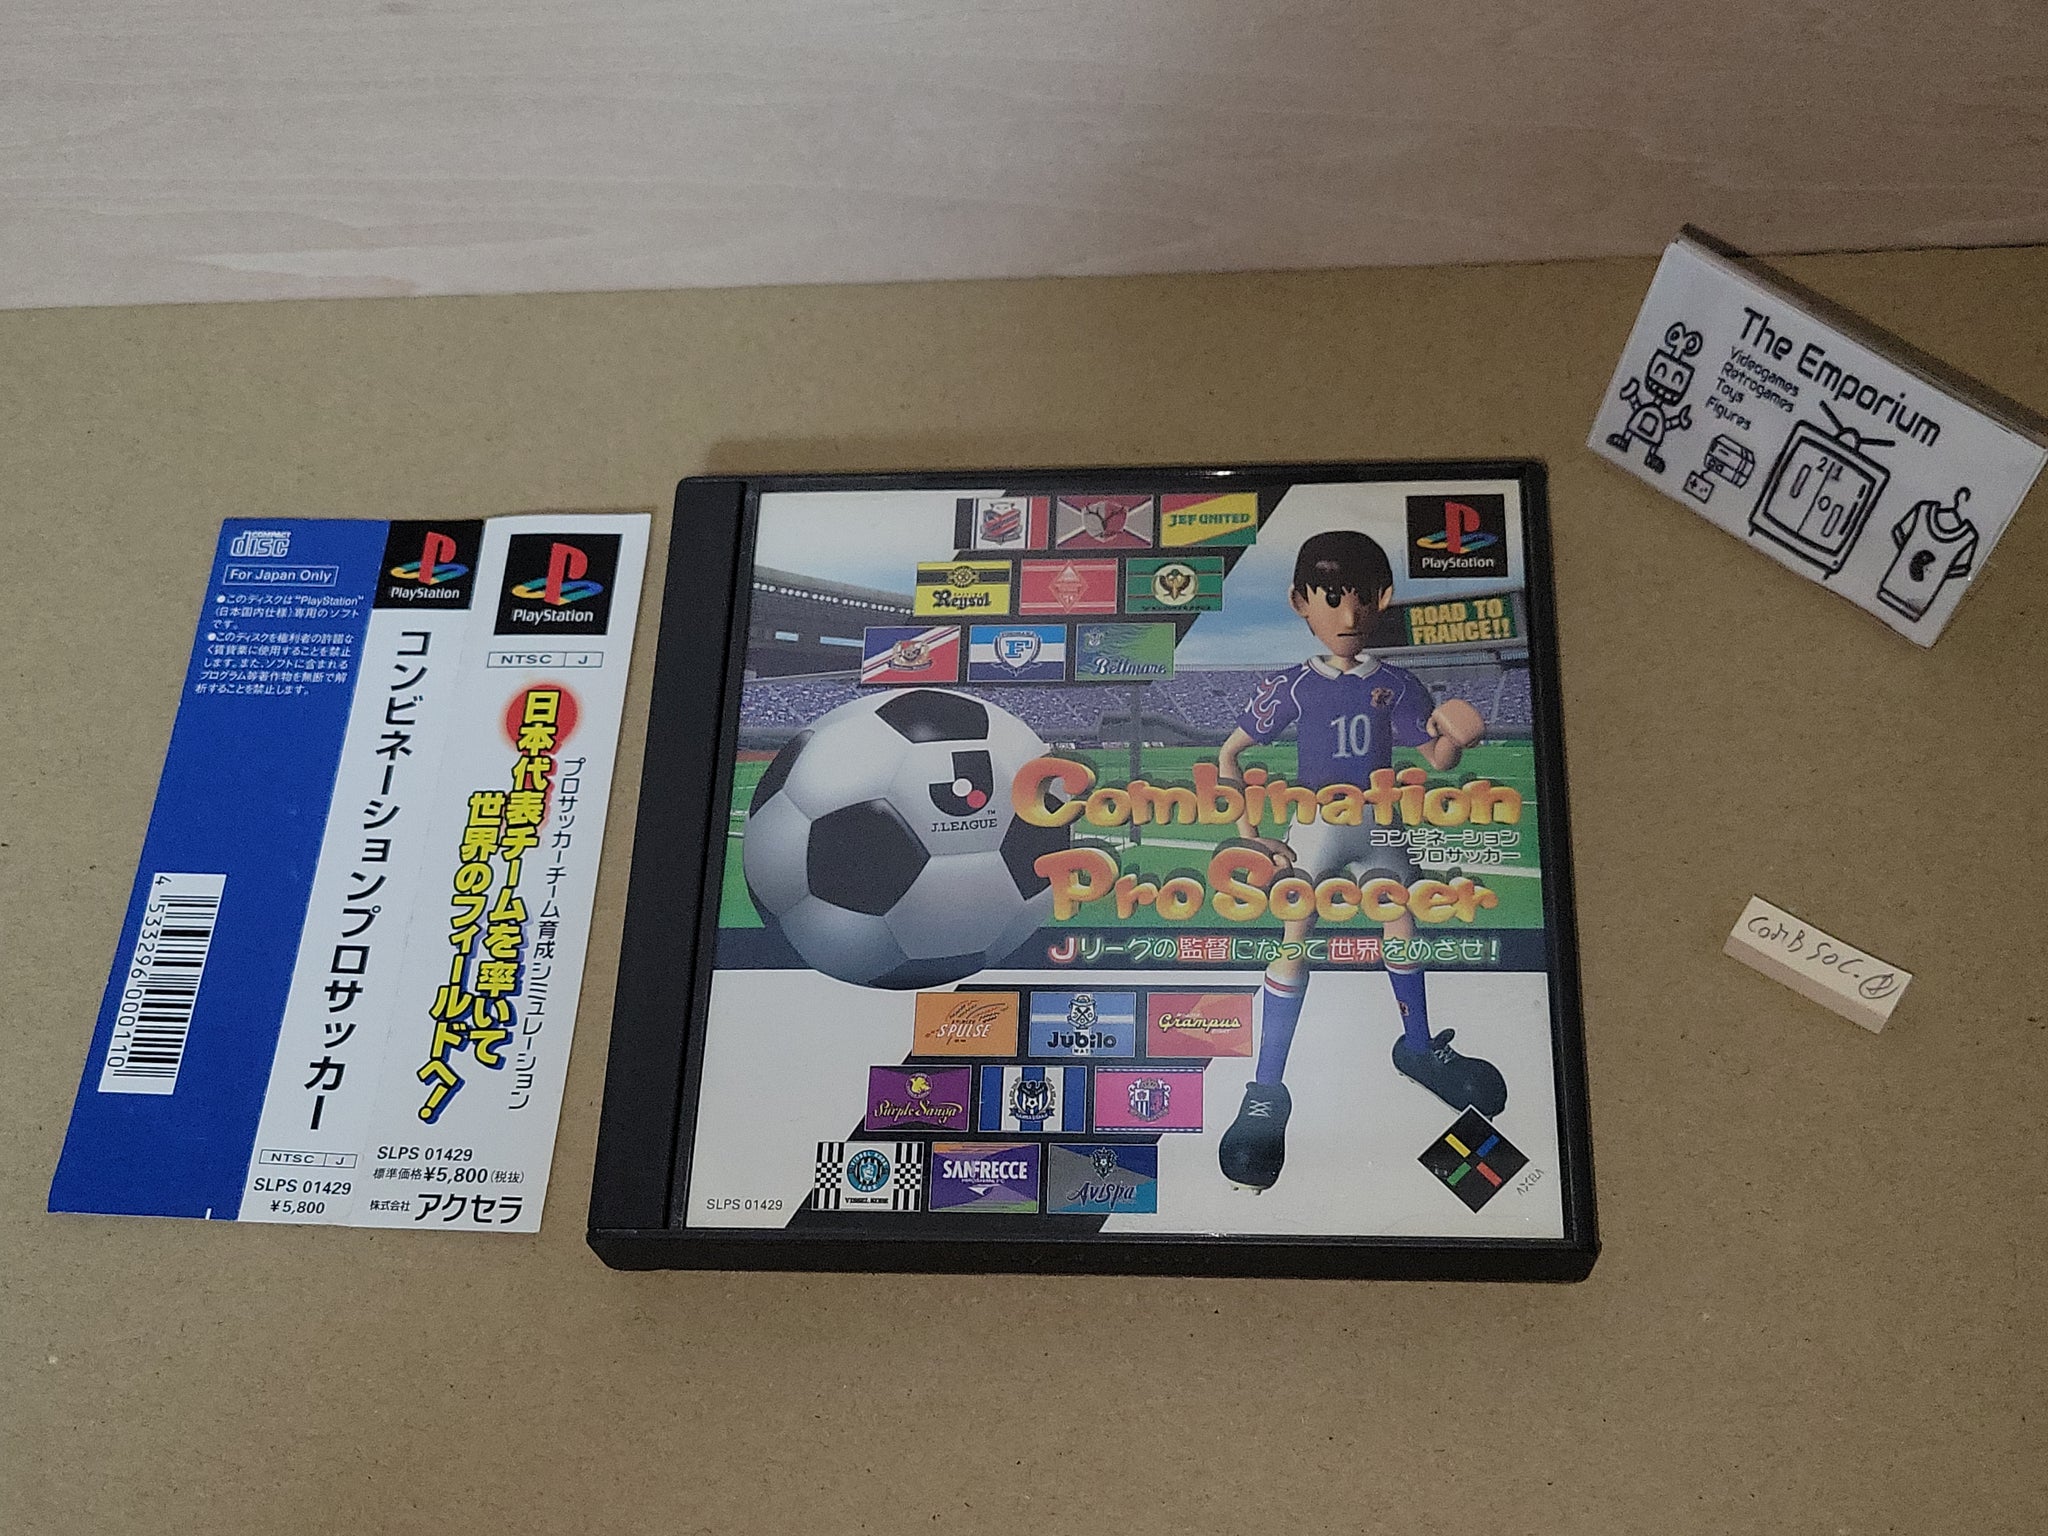 COMPACT
disc
For Japan Only
●このディスクは"PlayStation"
(日本国内仕様)専用のソフト
です。
●このディスクを権利者の許諾な
く賃貸業に使用することを禁止
します。また、ソフトに含まれる
プログラム等著作物を無断で解
析することを禁止します。
4 533296 000110
PlayStation
コンビネーションプロサッカー
NTSC J
SLPS 01429
¥5,800
PlayStation
NTSC J
プロサッカーチーム育成シミュレーション
日本代表チームを率いて
世界のフィールドへ!
SLPS 01429
標準価格¥5,800(税抜)
株式会社 アクセラ
JEF UNITED
Reysol
Bellmare
PlayStation
ROAD TO
FRANCE!!
10
J.LEAGUE™
Combination
コンビネーション
プロサッカー
Pro Soccer
Jリーグの監督になって世界をめざせ!
SPULSE
Jubilo
Grampus
Purple Sanga
VISSEL KOBE
SANFRECCE
Avispa
SLPS 01429
AXELA
The Emporium
Videogames
Retrogames
Toys
Figures
21
COMB SOC.